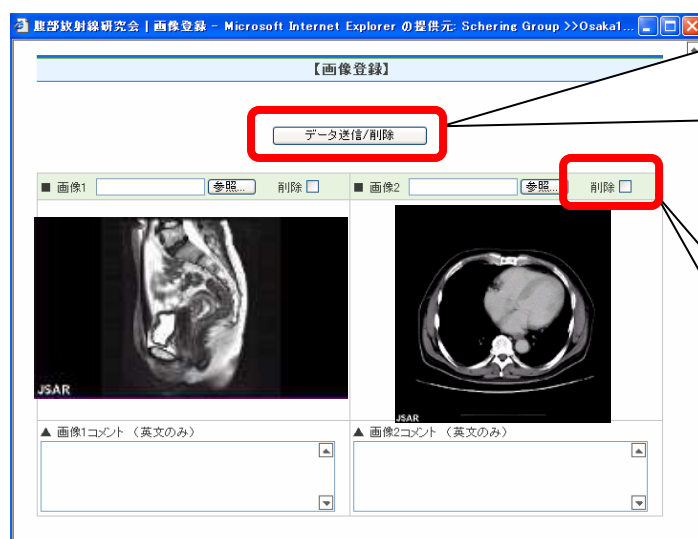 腹部放射線研究会 | 画像登録 - Microsoft Internet Explorer の提供元: Schering Group >>Osaka1...
【画像登録】
データ送信/削除
■ 画像1 参照... 削除
■ 画像2 参照... 削除
JSAR
JSAR
▲ 画像1コメント （英文のみ）
▲ 画像2コメント （英文のみ）